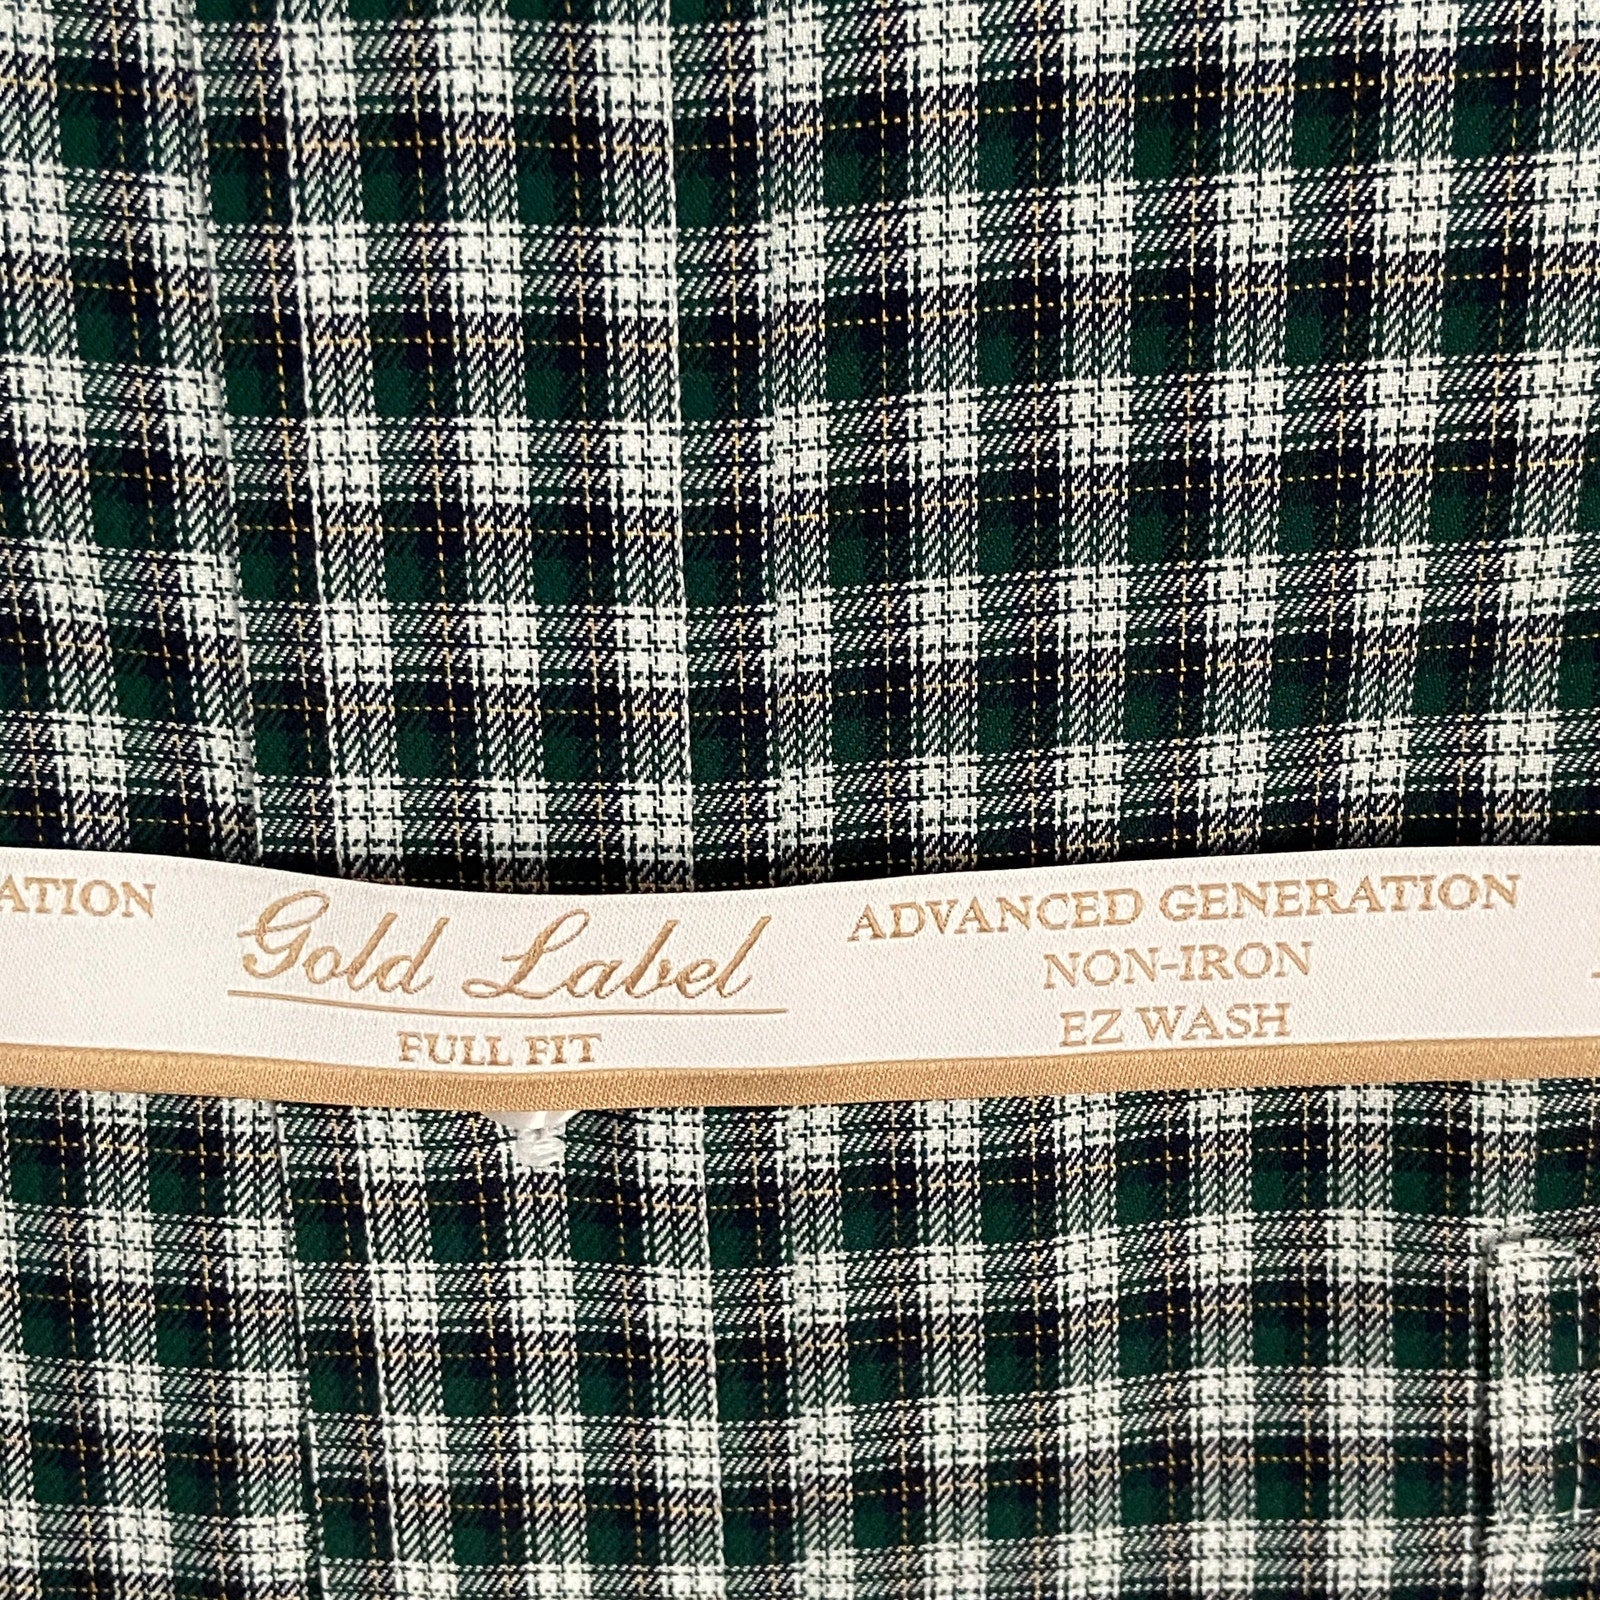 ATION
Gold Label
FULL FIT
ADVANCED GENERATION
NON-IRON
EZ WASH